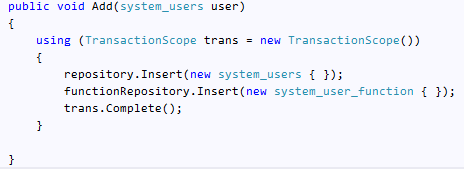 public void Add(system_users user)
{
using (TransactionScope trans = new TransactionScope())
{
repository.Insert(new system_users { });
functionRepository.Insert(new system_user_function { });
trans.Complete();
}
}